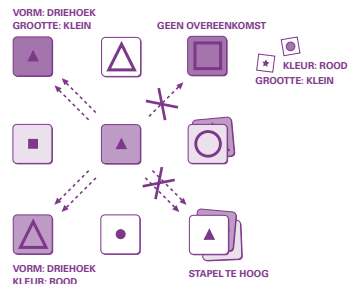 VORM: DRIEHOEK
GROOTTE: KLEIN
GEEN OVEREENKOMST
KLEUR: ROOD
GROOTTE: KLEIN
VORM: DRIEHOEK
KLEUR: ROOD
STAPEL TE HOOG